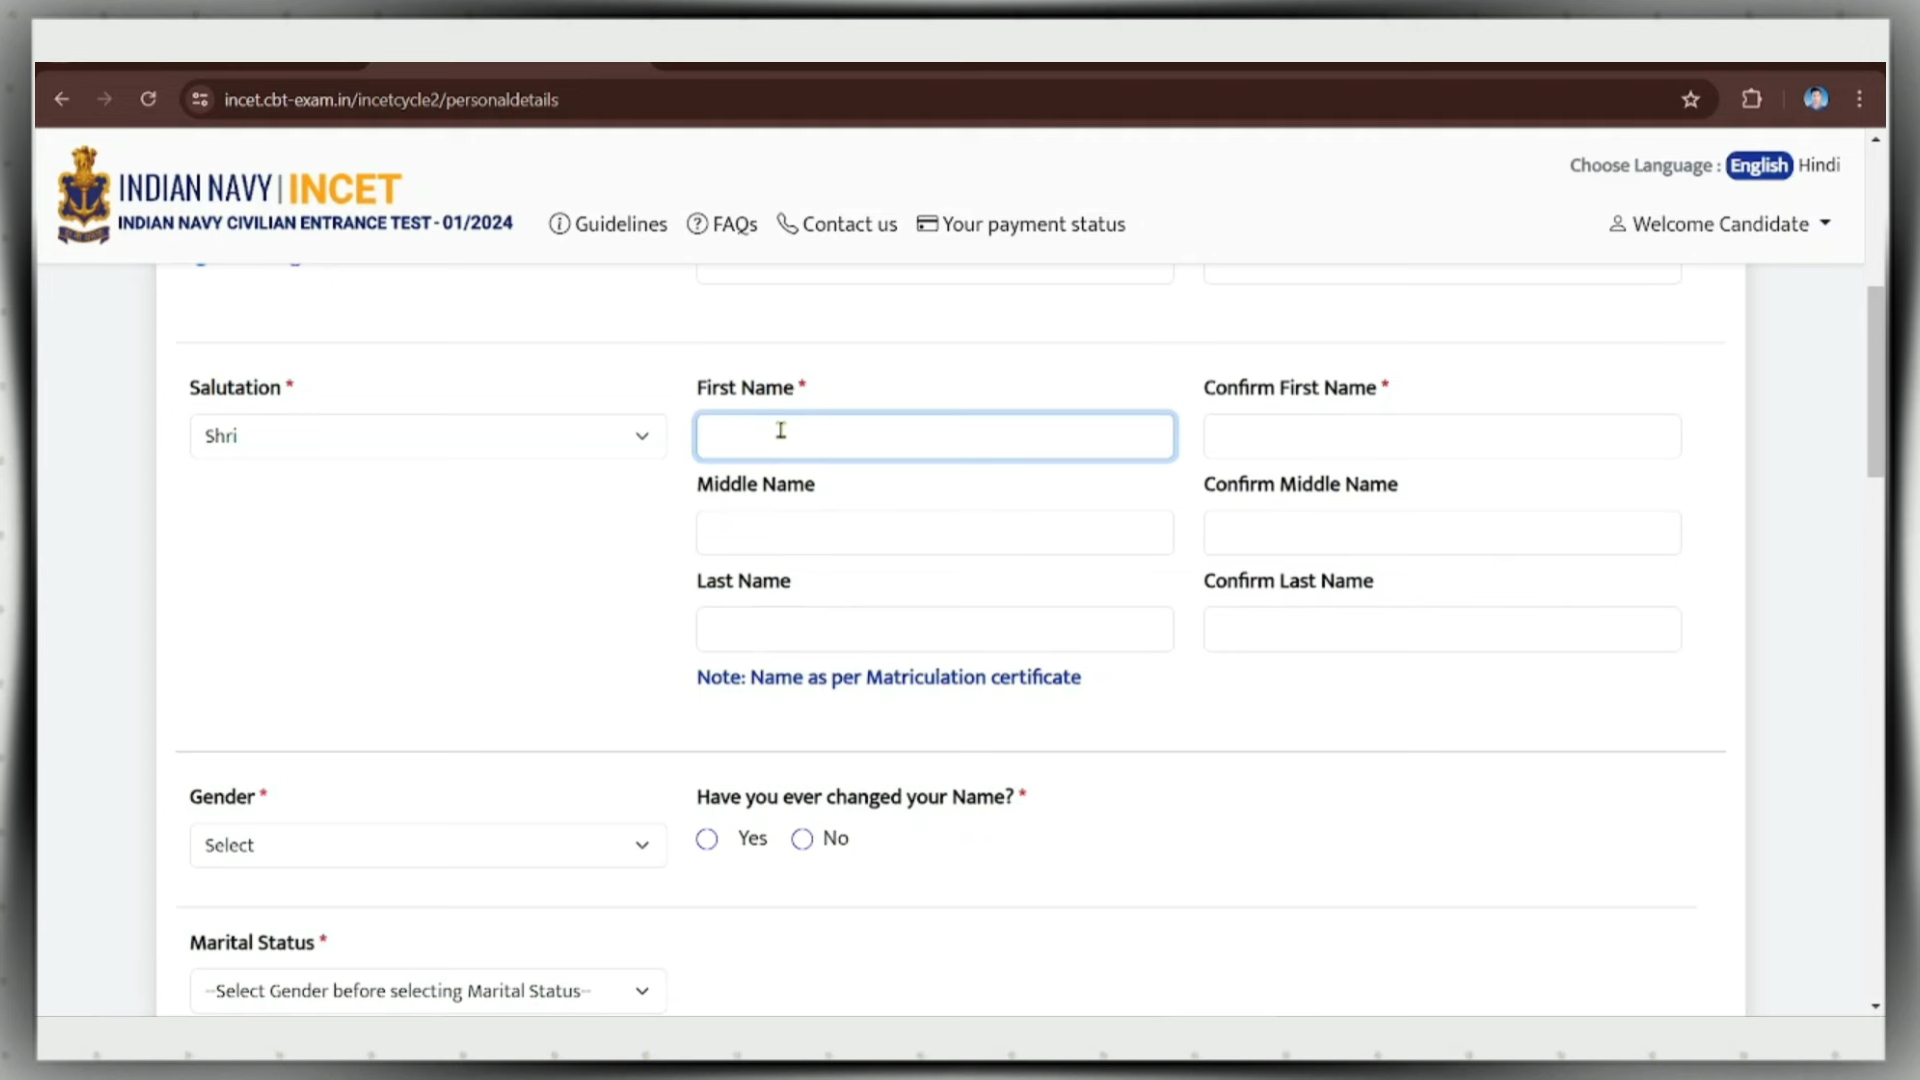 incet.cbt-exam.in/incetcycle2/personaldetails
Choose Language : English Hindi
INDIAN NAVY | INCET
INDIAN NAVY CIVILIAN ENTRANCE TEST - 01/2024
Guidelines
FAQs
Contact us
Your payment status
Welcome Candidate
Salutation *
First Name *
Confirm First Name *
Shri
Middle Name
Confirm Middle Name
Last Name
Confirm Last Name
Note: Name as per Matriculation certificate
Gender *
Have you ever changed your Name? *
Select
Yes
No
Marital Status *
--Select Gender before selecting Marital Status--